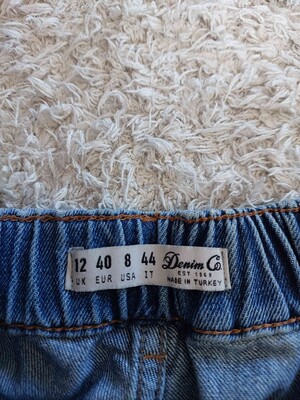 12 40 8 44 Denim Co.
UK EUR USA IT EST 1969
MADE IN TURKEY